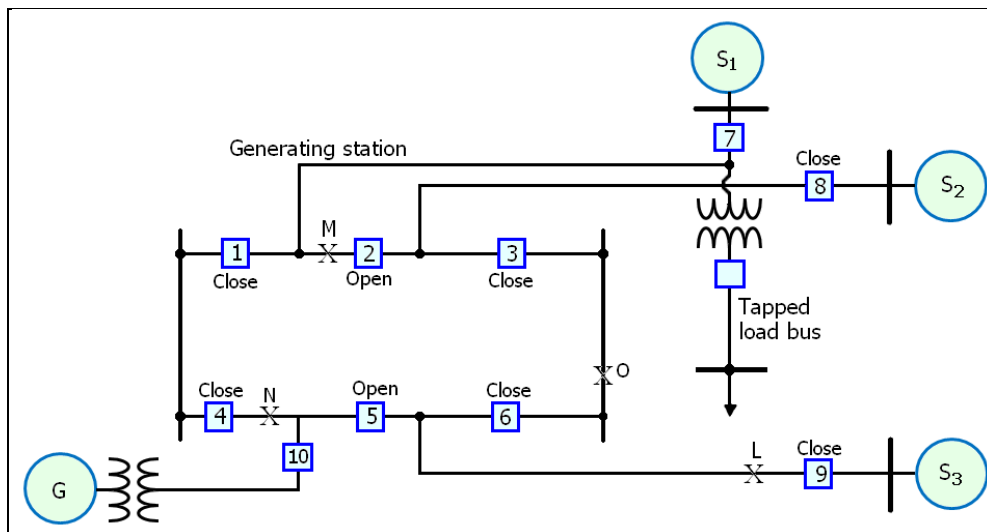 S1
7
Generating station
Close
8
S2
M
1
2
3
Close
Open
Close
Tapped
load bus
O
Close
N
Open
Close
4
5
6
10
L
Close
G
9
S3